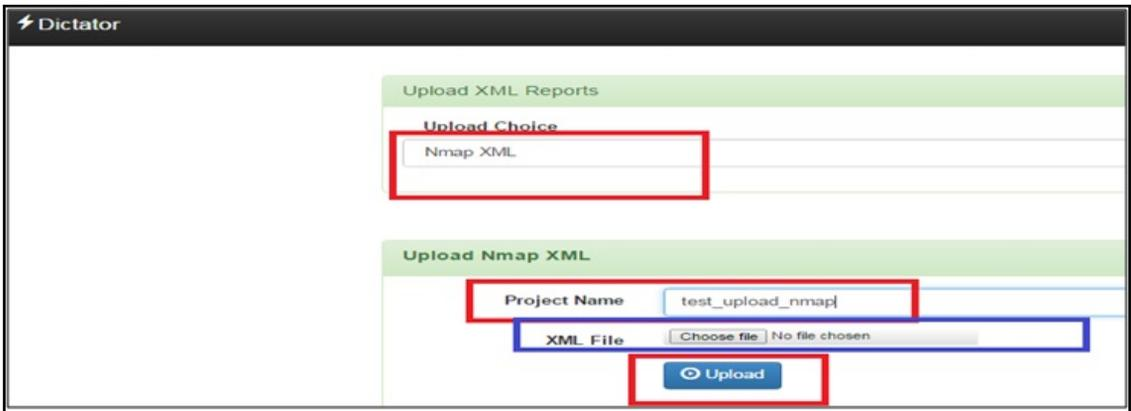 Dictator
Upload XML Reports
Upload Choice
Nmap XML
Upload Nmap XML
Project Name test_upload_nmap
XML File Choose file No file chosen
Upload